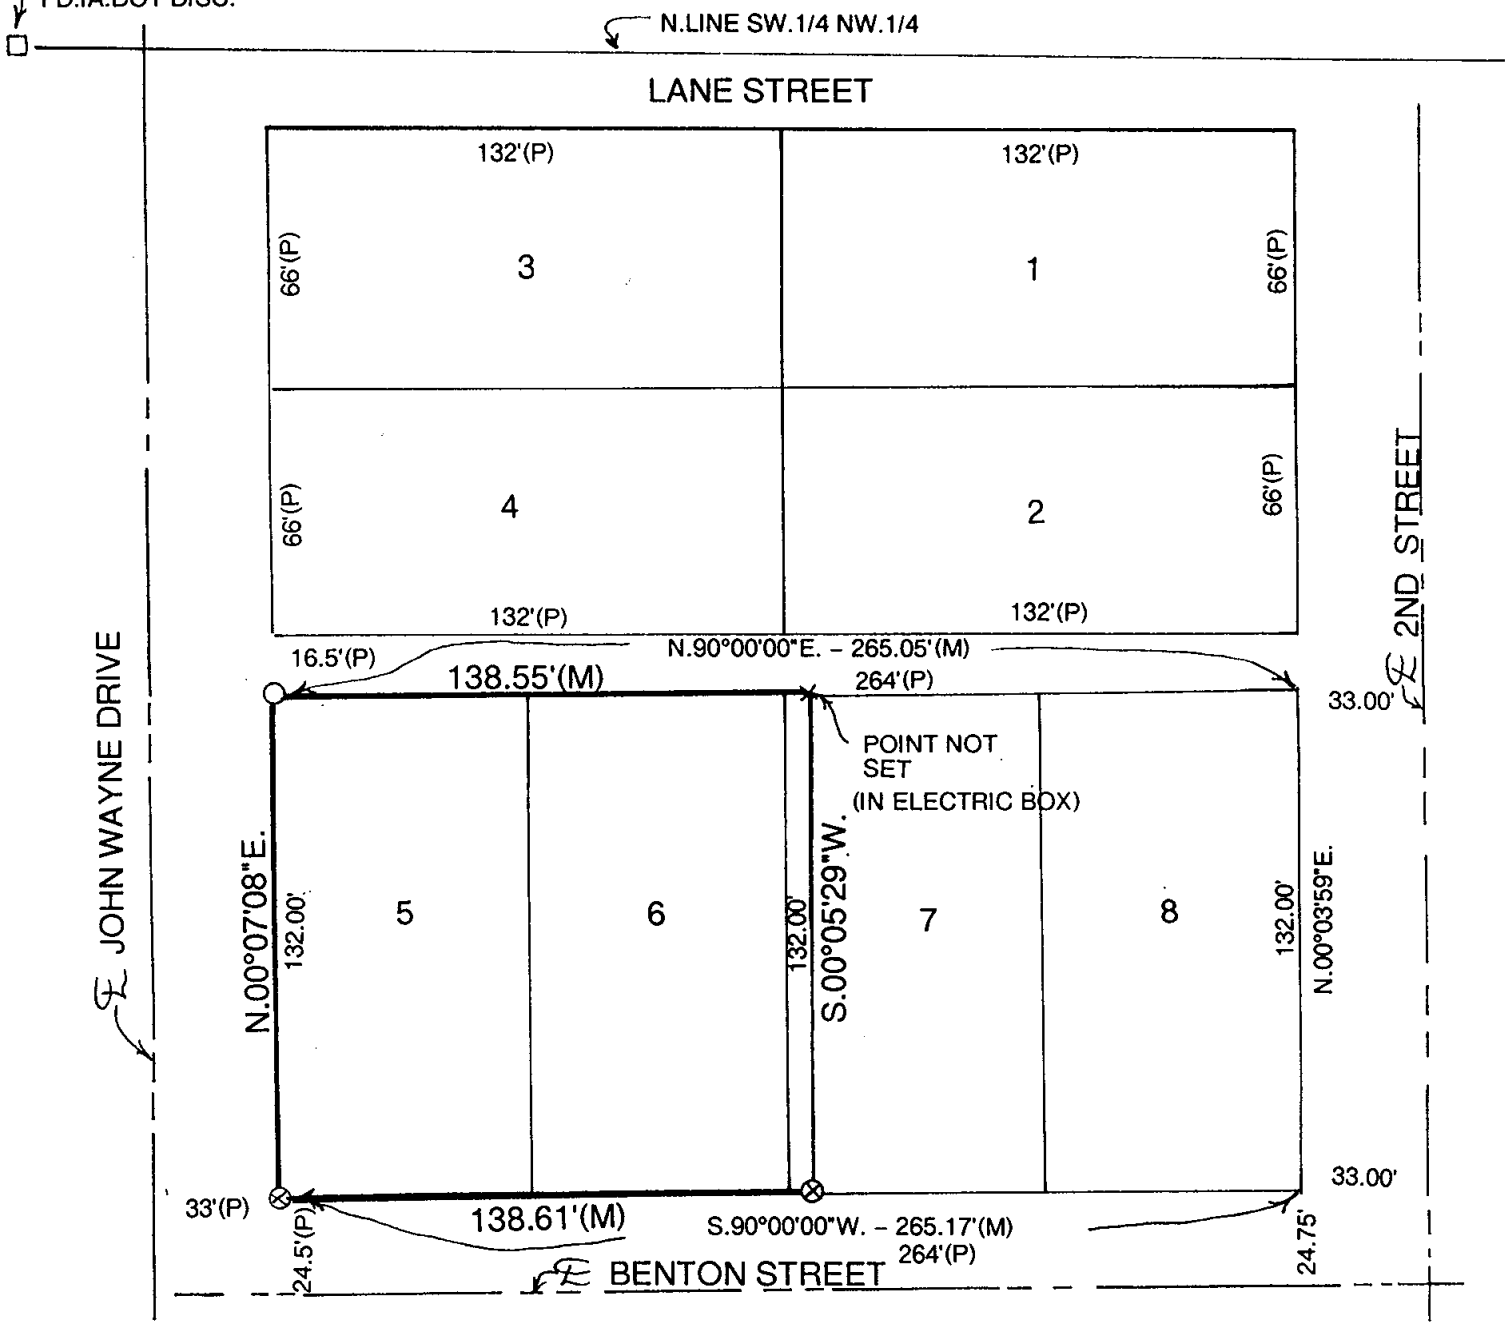 N.LINE SW.1/4 NW.1/4
LANE STREET
132'(P)
132'(P)
66'(P)
3
1
66'(P)
66'(P)
4
2
66'(P)
132'(P)
132'(P)
16.5'(P)
N.90°00'00"E. – 265.05'(M)
138.55'(M)
264'(P)
33.00'
℄ 2ND STREET
POINT NOT
SET
(IN ELECTRIC BOX)
℄ JOHN WAYNE DRIVE
N.00°07'08"E.
132.00'
5
6
132.00'
S.00°05'29"W.
7
8
132.00'
N.00°03'59"E.
33.00'
33'(P)
24.5'(P)
138.61'(M)
S.90°00'00"W. – 265.17'(M)
264'(P)
24.75'
℄ BENTON STREET